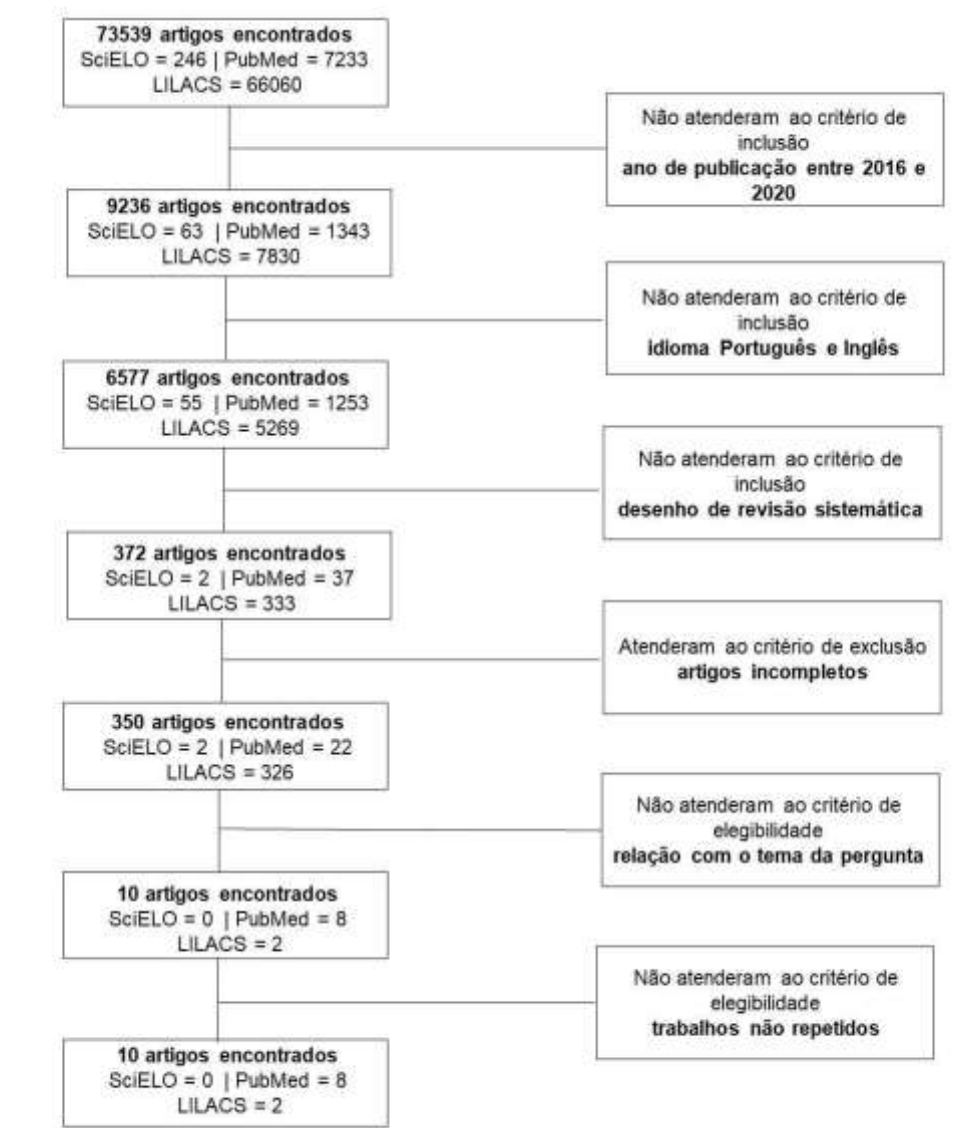 73539 artigos encontrados
SciELO = 246 | PubMed = 7233
LILACS = 66060
Não atenderam ao critério de
inclusão
ano de publicação entre 2016 e
2020
9236 artigos encontrados
SciELO = 63 | PubMed = 1343
LILACS = 7830
Não atenderam ao critério de
inclusão
idioma Português e Inglês
6577 artigos encontrados
SciELO = 55 | PubMed = 1253
LILACS = 5269
Não atenderam ao critério de
inclusão
desenho de revisão sistemática
372 artigos encontrados
SciELO = 2 | PubMed = 37
LILACS = 333
Atenderam ao critério de exclusão
artigos incompletos
350 artigos encontrados
SciELO = 2 | PubMed = 22
LILACS = 326
Não atenderam ao critério de
elegibilidade
relação com o tema da pergunta
10 artigos encontrados
SciELO = 0 | PubMed = 8
LILACS = 2
Não atenderam ao critério de
elegibilidade
trabalhos não repetidos
10 artigos encontrados
SciELO = 0 | PubMed = 8
LILACS = 2